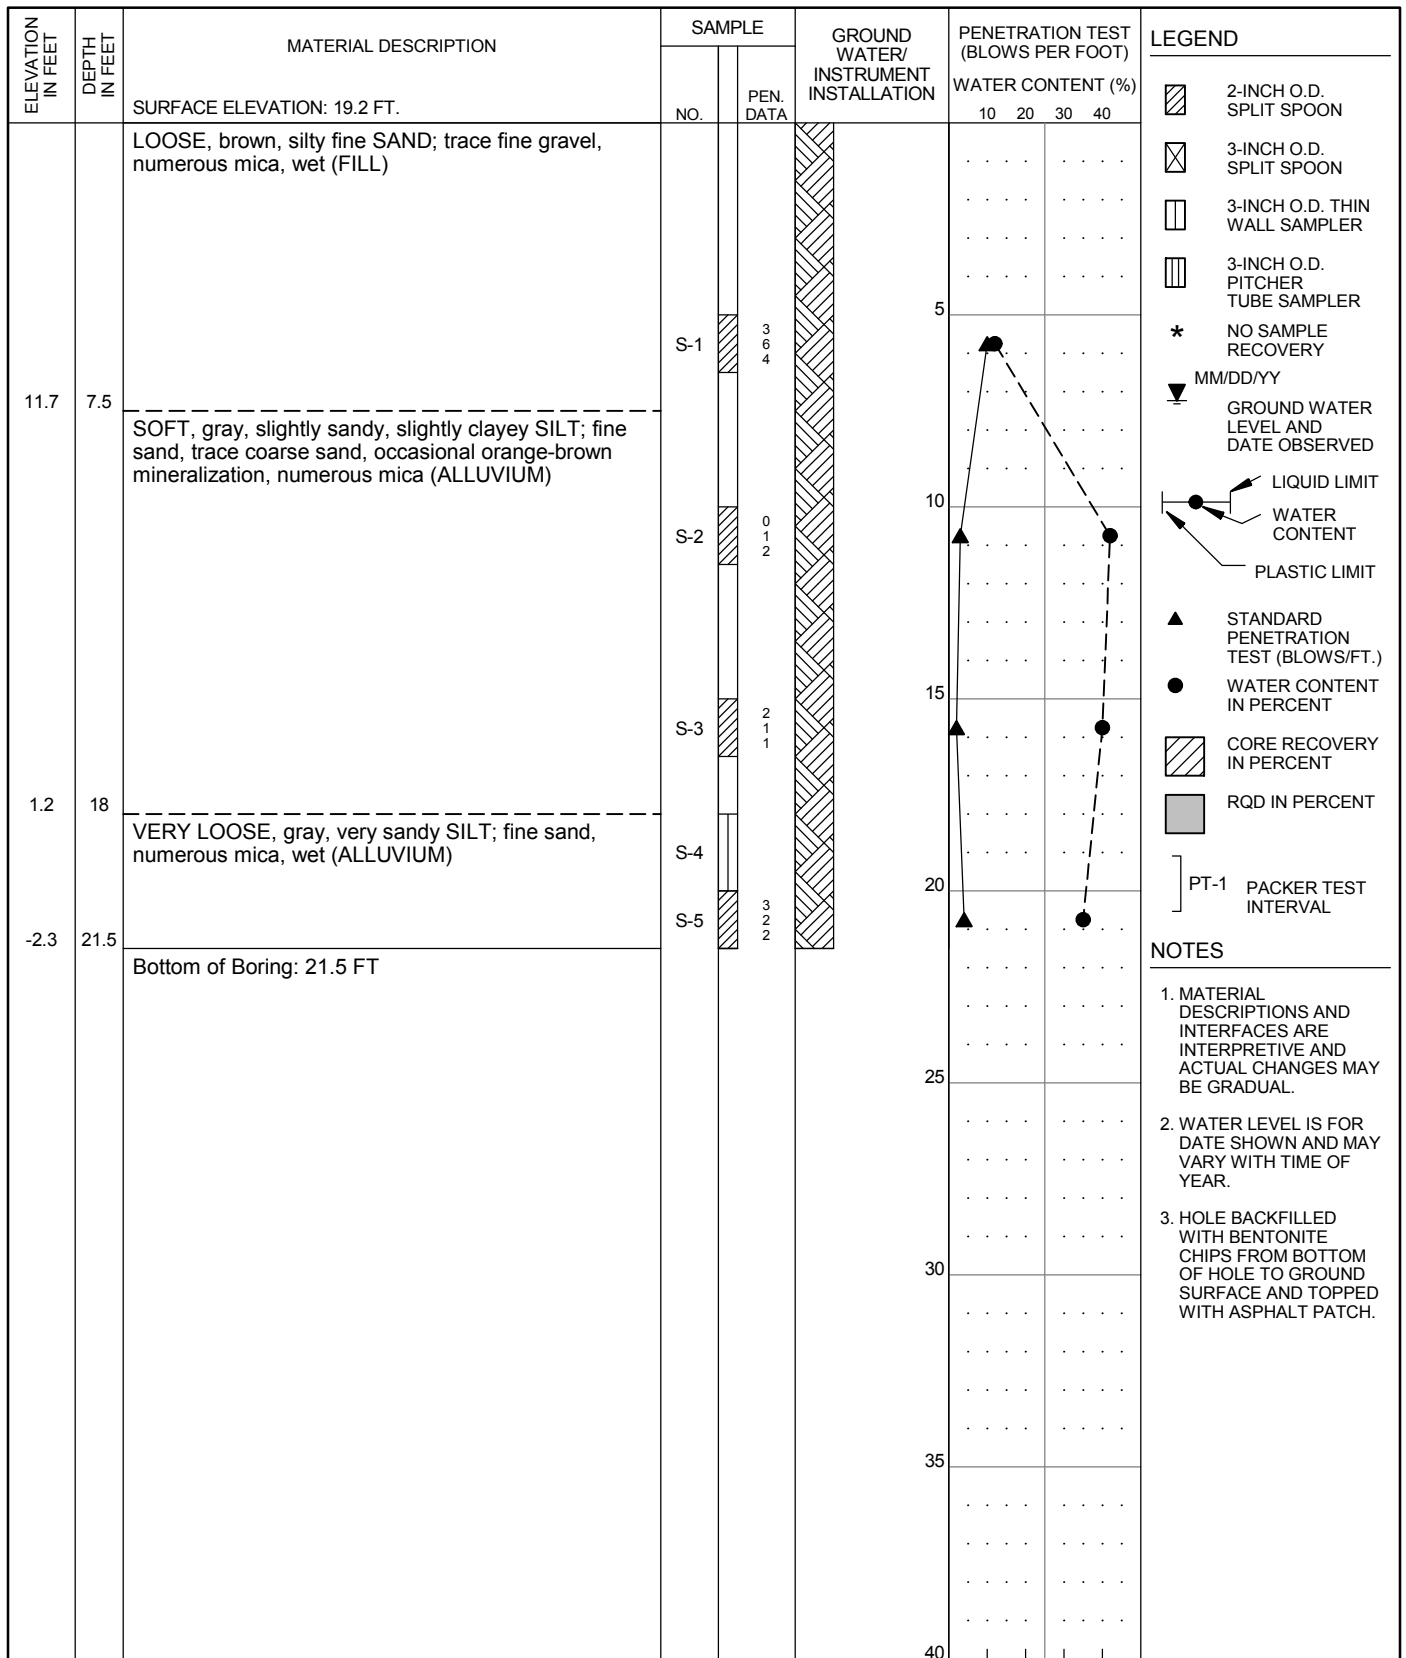 ELEVATION
IN FEET
DEPTH
IN FEET
MATERIAL DESCRIPTION
SURFACE ELEVATION: 19.2 FT.
SAMPLE
NO.
PEN.
DATA
GROUND
WATER/
INSTRUMENT
INSTALLATION
PENETRATION TEST
(BLOWS PER FOOT)
WATER CONTENT (%)
10 20 30 40
LOOSE, brown, silty fine SAND; trace fine gravel,
numerous mica, wet (FILL)
5
S-1
3
6
4
11.7 7.5
SOFT, gray, slightly sandy, slightly clayey SILT; fine
sand, trace coarse sand, occasional orange-brown
mineralization, numerous mica (ALLUVIUM)
10
S-2
0
1
2
15
S-3
2
1
1
1.2 18
VERY LOOSE, gray, very sandy SILT; fine sand,
numerous mica, wet (ALLUVIUM)
S-4
20
S-5
3
2
2
-2.3 21.5
Bottom of Boring: 21.5 FT
25
30
35
40
LEGEND
2-INCH O.D.
SPLIT SPOON
3-INCH O.D.
SPLIT SPOON
3-INCH O.D. THIN
WALL SAMPLER
3-INCH O.D.
PITCHER
TUBE SAMPLER
* NO SAMPLE
RECOVERY
MM/DD/YY
GROUND WATER
LEVEL AND
DATE OBSERVED
LIQUID LIMIT
WATER
CONTENT
PLASTIC LIMIT
STANDARD
PENETRATION
TEST (BLOWS/FT.)
WATER CONTENT
IN PERCENT
CORE RECOVERY
IN PERCENT
RQD IN PERCENT
PT-1 PACKER TEST
INTERVAL
NOTES
1. MATERIAL
DESCRIPTIONS AND
INTERFACES ARE
INTERPRETIVE AND
ACTUAL CHANGES MAY
BE GRADUAL.
2. WATER LEVEL IS FOR
DATE SHOWN AND MAY
VARY WITH TIME OF
YEAR.
3. HOLE BACKFILLED
WITH BENTONITE
CHIPS FROM BOTTOM
OF HOLE TO GROUND
SURFACE AND TOPPED
WITH ASPHALT PATCH.